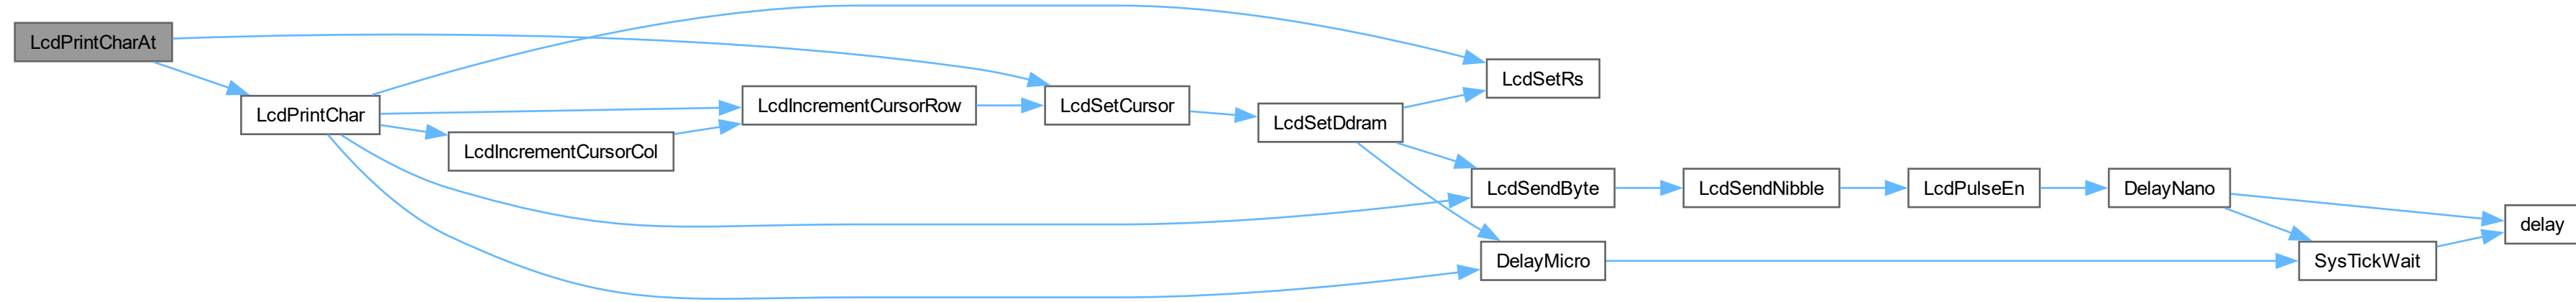 LcdPrintCharAt
LcdPrintChar
LcdIncrementCursorRow
LcdIncrementCursorCol
LcdSetCursor
LcdSetDdram
LcdSetRs
LcdSendByte
DelayMicro
LcdSendNibble
LcdPulseEn
DelayNano
SysTickWait
delay